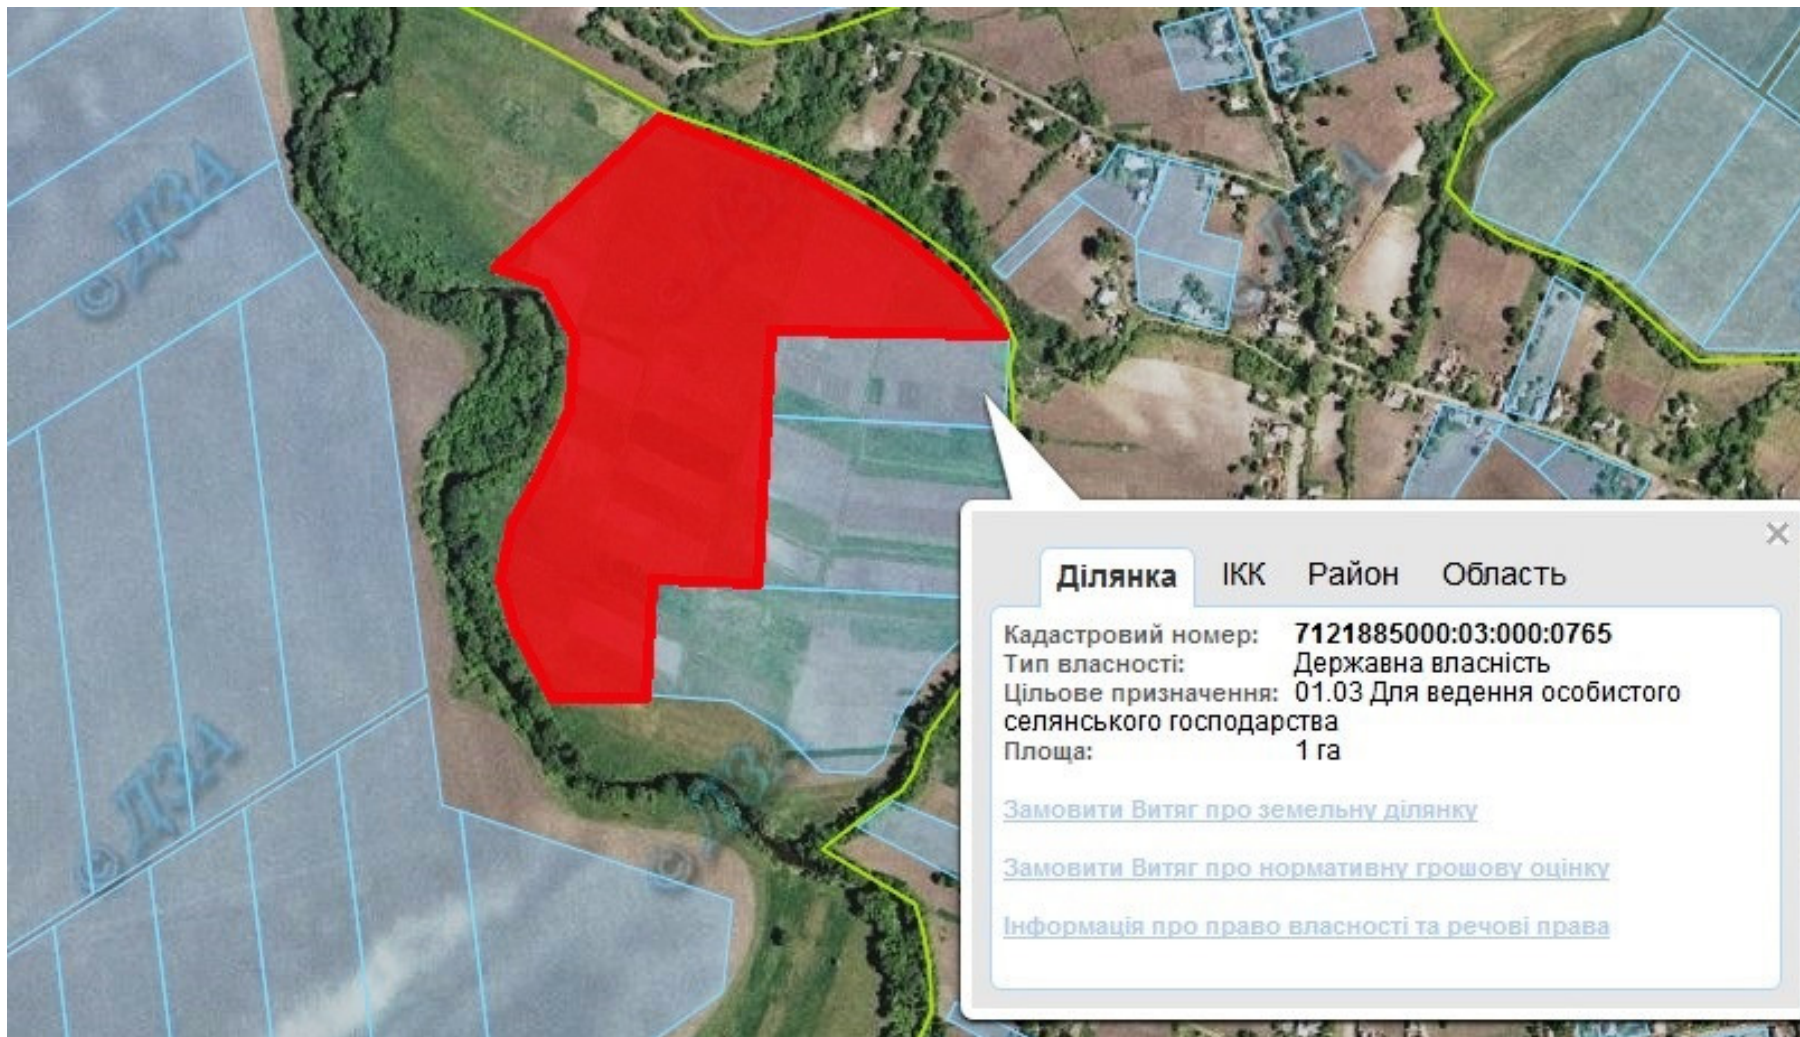 © ДЗА
Ділянка ІКК Район Область
Кадастровий номер: 7121885000:03:000:0765
Тип власності: Державна власність
Цільове призначення: 01.03 Для ведення особистого
селянського господарства
Площа: 1 га
Замовити Витяг про земельну ділянку
Замовити Витяг про нормативну грошову оцінку
Інформація про право власності та речові права
© ДЗА